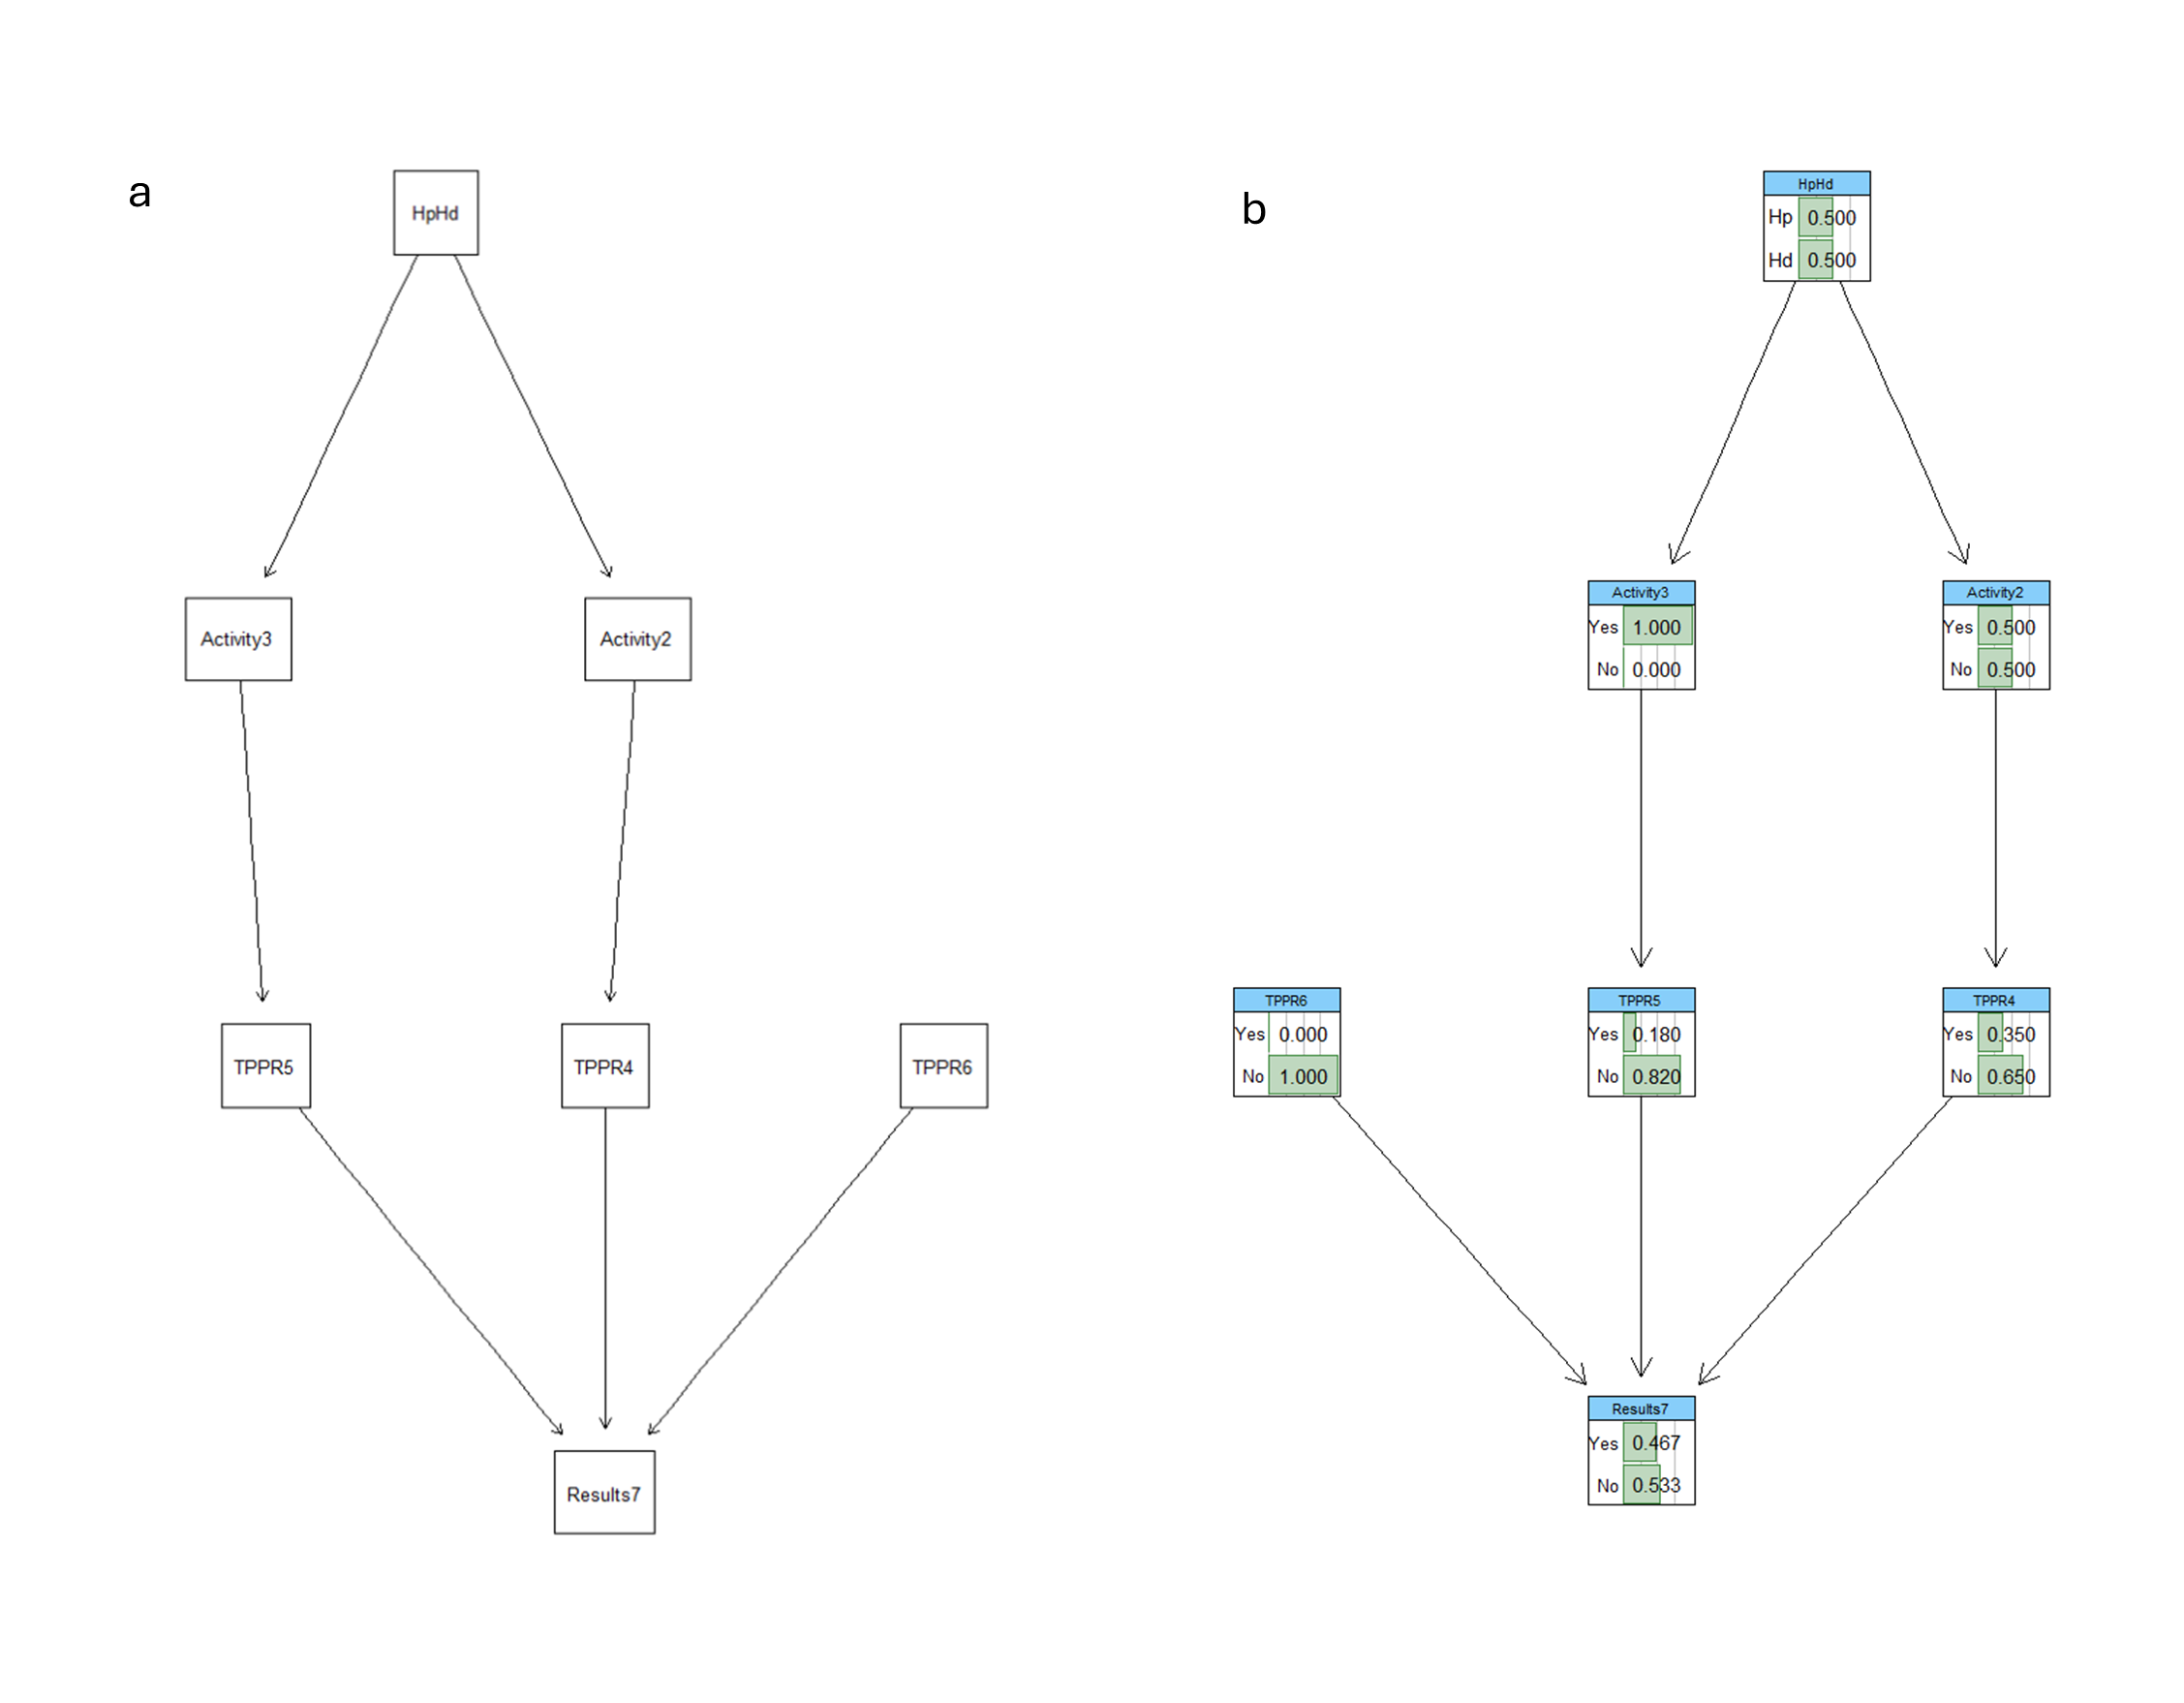 a
HpHd
Activity3
Activity2
TPPR5
TPPR4
TPPR6
Results7
b
HpHd
Hp 0.500
Hd 0.500
Activity3
Yes 1.000
No 0.000
Activity2
Yes 0.500
No 0.500
TPPR6
Yes 0.000
No 1.000
TPPR5
Yes 0.180
No 0.820
TPPR4
Yes 0.350
No 0.650
Results7
Yes 0.467
No 0.533